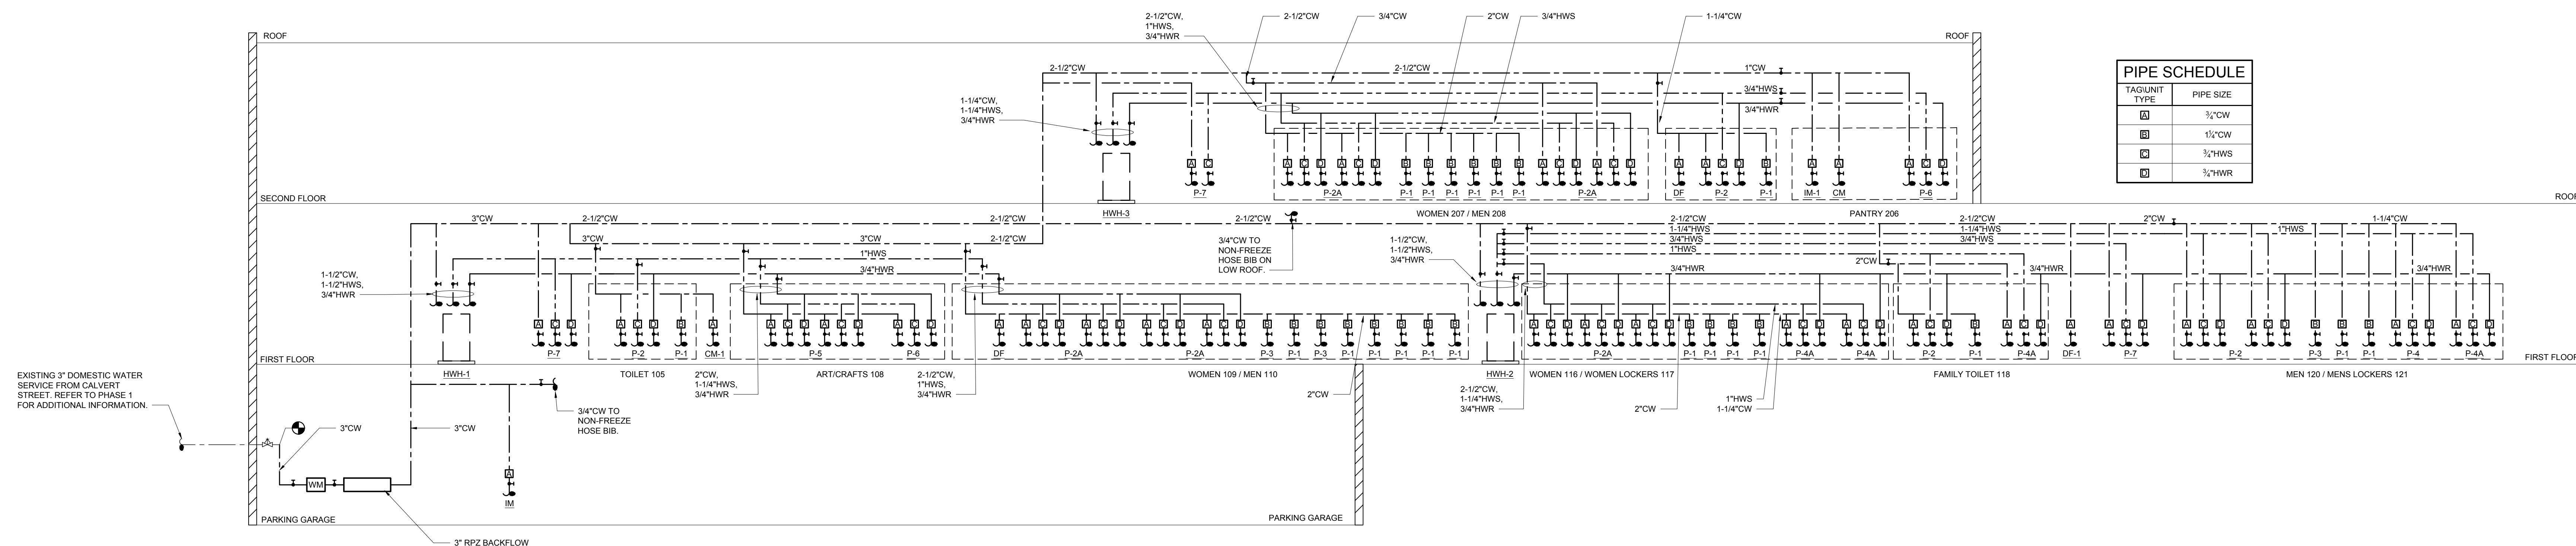 2-1/2"CW,
1"HWS,
3/4"HWR
2-1/2"CW
3/4"CW
2"CW
3/4"HWS
1-1/4"CW
ROOF
ROOF
2-1/2"CW
2-1/2"CW
1"CW
3/4"HWS
3/4"HWR
1-1/4"CW,
1-1/4"HWS,
3/4"HWR
PIPE SCHEDULE
TAG\UNIT TYPE
PIPE SIZE
A ¾"CW
B 1¼"CW
C ¾"HWS
D ¾"HWR
A C
A C D A C D B B B B B B A C D A C D
A A C D B
A A A C D
P-7
P-2A
P-1 P-1 P-1 P-1 P-1 P-1
P-2A
DF
P-2
P-1
IM-1
CM
P-6
SECOND FLOOR
HWH-3
WOMEN 207 / MEN 208
PANTRY 206
ROOF
3"CW
2-1/2"CW
2-1/2"CW
2-1/2"CW
2-1/2"CW
2-1/2"CW
2"CW
1-1/4"CW
3"CW
3"CW
2-1/2"CW
1"HWS
3/4"HWR
3/4"CW TO
NON-FREEZE
HOSE BIB ON
LOW ROOF.
1-1/2"CW,
1-1/2"HWS,
3/4"HWR
1-1/4"HWS
3/4"HWS
1"HWS
1-1/4"HWS
3/4"HWS
1"HWS
2"CW
3/4"HWR
3/4"HWR
3/4"HWR
1-1/2"CW,
1-1/2"HWS,
3/4"HWR
A C D
A C D B
A
A C D A C D A C D
A A C D A C D A C D A C D B B B B B B B B
A C D A C D A C D B B B B A C D A C D
A C D B A C D
A
A C D
A C D A C D B B B A C D A C D
P-7
P-2
P-1
CM-1
P-5
P-6
DF
P-2A
P-2A
P-3
P-1
P-3
P-1
P-1
P-1
P-1
P-1
P-2A
P-1 P-1 P-1 P-1
P-4A
P-4A
P-2
P-1
P-4A
DF-1
P-7
P-2
P-3
P-1
P-1
P-4
P-4A
FIRST FLOOR
FIRST FLOOR
HWH-1
TOILET 105
ART/CRAFTS 108
WOMEN 109 / MEN 110
HWH-2
WOMEN 116 / WOMEN LOCKERS 117
FAMILY TOILET 118
MEN 120 / MENS LOCKERS 121
EXISTING 3" DOMESTIC WATER
SERVICE FROM CALVERT
STREET. REFER TO PHASE 1
FOR ADDITIONAL INFORMATION.
2"CW,
1-1/4"HWS,
3/4"HWR
2-1/2"CW,
1"HWS,
3/4"HWR
2"CW
2-1/2"CW,
1-1/4"HWS,
3/4"HWR
2"CW
1"HWS
1-1/4"CW
3/4"CW TO
NON-FREEZE
HOSE BIB.
3"CW
3"CW
WM
A
IM
PARKING GARAGE
PARKING GARAGE
3" RPZ BACKFLOW